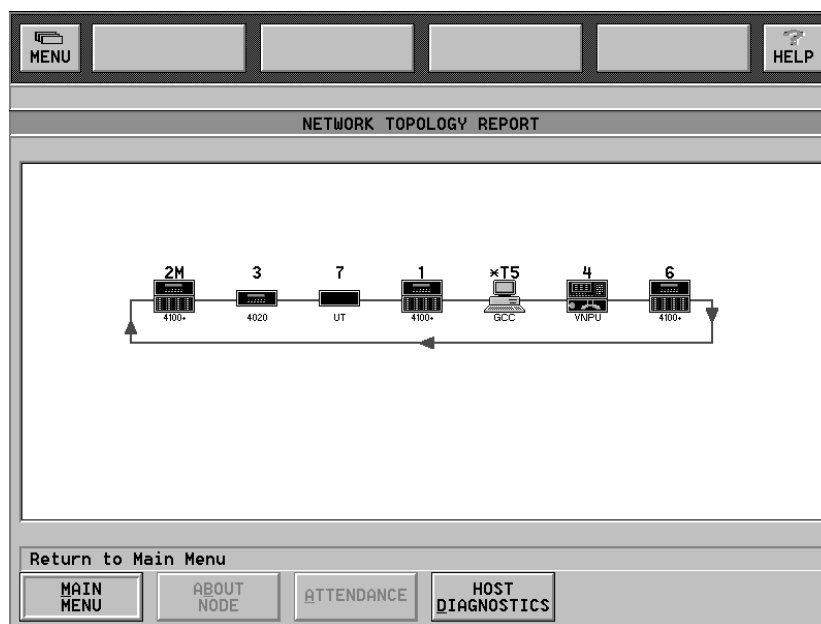 MENU
HELP
NETWORK TOPOLOGY REPORT
2M 3 7 1 *T5 4 6
4100+ 4020 UT 4100+ GCC VNPU 4100+
Return to Main Menu
MAIN MENU
ABOUT NODE
ATTENDANCE
HOST DIAGNOSTICS